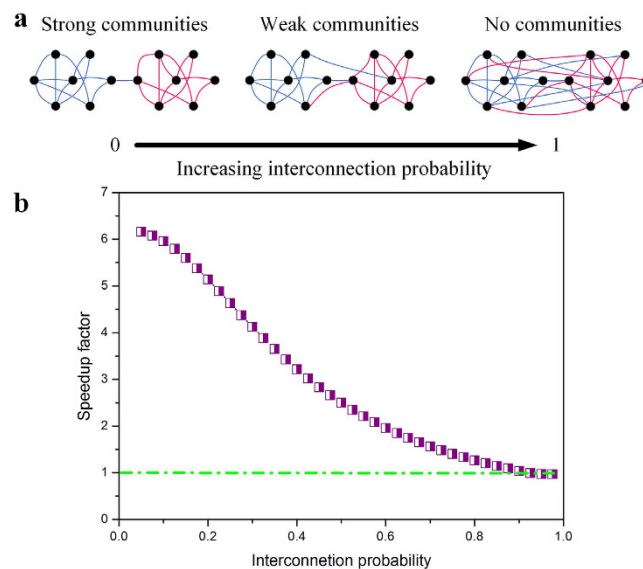 a
Strong communities Weak communities No communities
0 1
Increasing interconnection probability
b
7
6
5
4
3
2
1
0
Speedup factor
0.0 0.2 0.4 0.6 0.8 1.0
Interconnetion probability